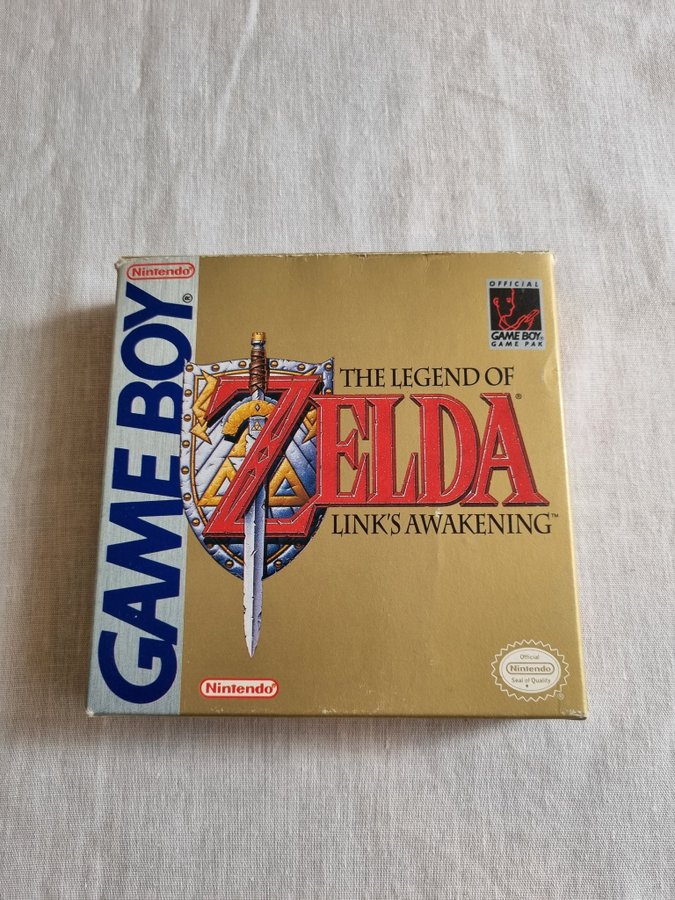 Nintendo®
GAME BOY®
OFFICIAL
GAME BOY®
GAME PAK
THE LEGEND OF
ZELDA®
LINK'S AWAKENING™
Nintendo®
Official
Nintendo
Seal of Quality
®